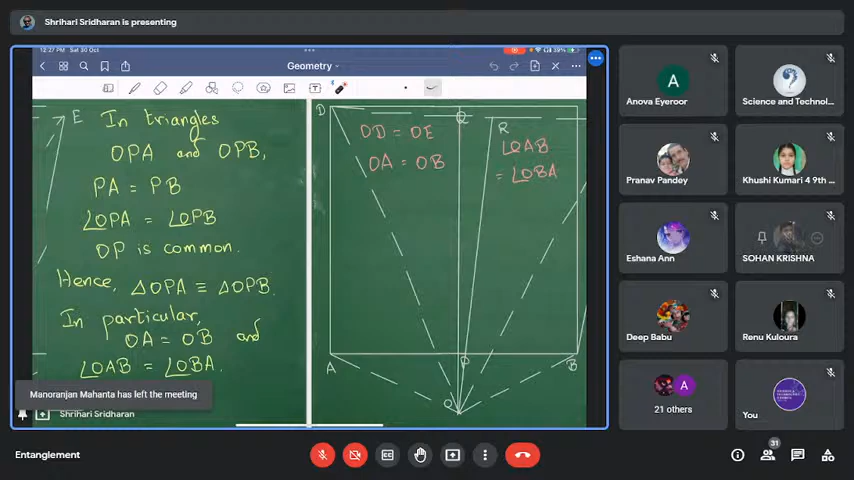 Shrihari Sridharan is presenting
12:27 PM Sat 30 Oct
39%
Geometry
E In triangles
OPA and OPB,
PA = PB
∠OPA = ∠OPB
OP is common.
Hence, △OPA ≡ △OPB.
In particular,
OA = OB and
∠OAB = ∠OBA.
Manoranjan Mahanta has left the meeting
Shrihari Sridharan
D Q R
OD = OE
OA = OB
∠OAB
= ∠OBA
A P B
O
A
Anova Eyeroor
Science and Technol...
Pranav Pandey
Khushi Kumari 4 9th ...
Eshana Ann
SOHAN KRISHNA
Deep Babu
Renu Kuloura
A
21 others
You
Entanglement
31